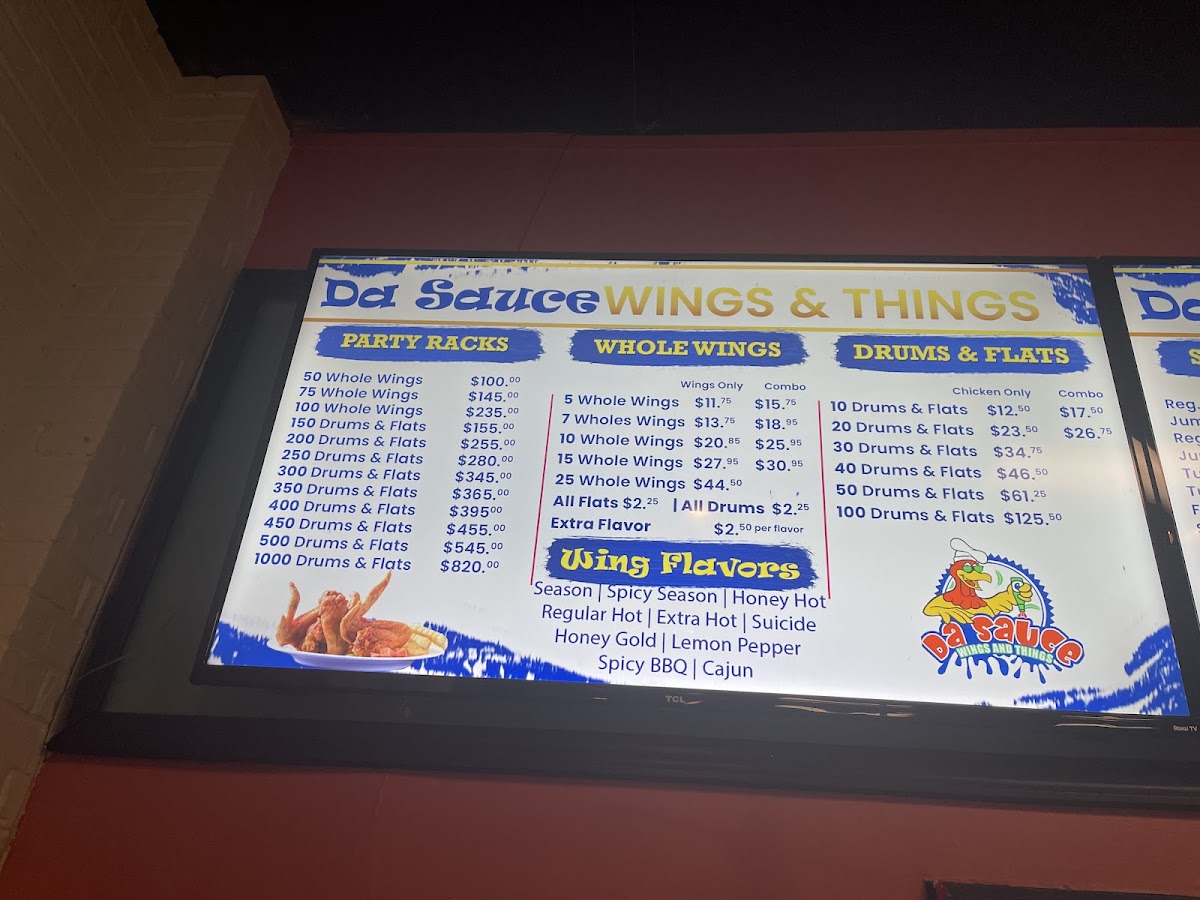 Da Sauce WINGS & THINGS
PARTY RACKS
50 Whole Wings $100.00
75 Whole Wings $145.00
100 Whole Wings $235.00
150 Drums & Flats $155.00
200 Drums & Flats $255.00
250 Drums & Flats $280.00
300 Drums & Flats $345.00
350 Drums & Flats $365.00
400 Drums & Flats $39500
450 Drums & Flats $455.00
500 Drums & Flats $545.00
1000 Drums & Flats $820.00
WHOLE WINGS
Wings Only Combo
5 Whole Wings $11.75 $15.75
7 Wholes Wings $13.75 $18.95
10 Whole Wings $20.85 $25.95
15 Whole Wings $27.95 $30.95
25 Whole Wings $44.50
All Flats $2.25 | All Drums $2.25
Extra Flavor $2.50 per flavor
Wing Flavors
Season | Spicy Season | Honey Hot
Regular Hot | Extra Hot | Suicide
Honey Gold | Lemon Pepper
Spicy BBQ | Cajun
DRUMS & FLATS
Chicken Only Combo
10 Drums & Flats $12.50 $17.50
20 Drums & Flats $23.50 $26.75
30 Drums & Flats $34.75
40 Drums & Flats $46.50
50 Drums & Flats $61.25
100 Drums & Flats $125.50
Da Sauce
WINGS AND THINGS
TCL
Roku TV
Da
Reg.